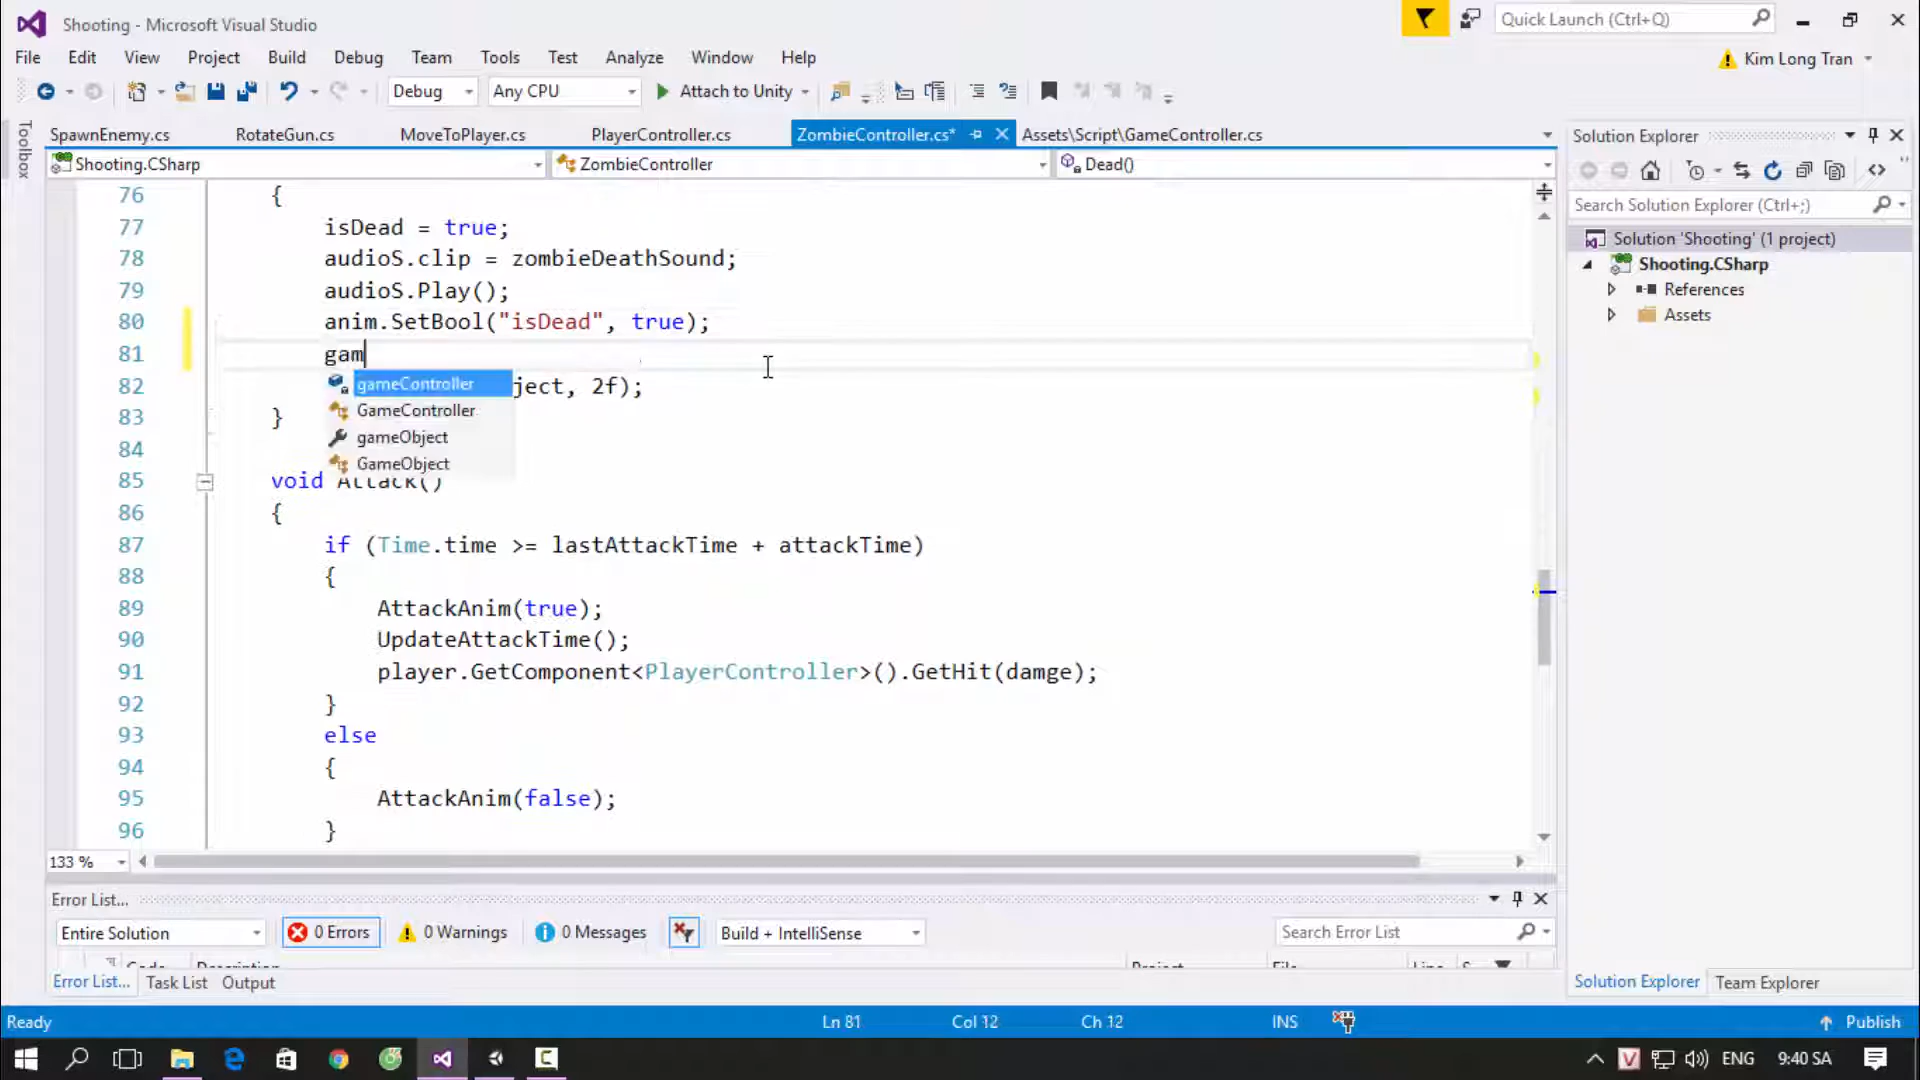 Shooting - Microsoft Visual Studio
Quick Launch (Ctrl+Q)
File Edit View Project Build Debug Team Tools Test Analyze Window Help
Kim Long Tran
Debug Any CPU Attach to Unity
Toolbox
SpawnEnemy.cs RotateGun.cs MoveToPlayer.cs PlayerController.cs ZombieController.cs* Assets\Script\GameController.cs
Shooting.CSharp ZombieController Dead()
76 {
77 isDead = true;
78 audioS.clip = zombieDeathSound;
79 audioS.Play();
80 anim.SetBool("isDead", true);
81 gam
gameController
82 ject, 2f);
GameController
83 }
gameObject
84
GameObject
85 void Attack()
86 {
87 if (Time.time >= lastAttackTime + attackTime)
88 {
89 AttackAnim(true);
90 UpdateAttackTime();
91 player.GetComponent<PlayerController>().GetHit(damge);
92 }
93 else
94 {
95 AttackAnim(false);
96 }
133 %
Solution Explorer
Search Solution Explorer (Ctrl+;)
Solution 'Shooting' (1 project)
Shooting.CSharp
References
Assets
Error List...
Entire Solution 0 Errors 0 Warnings 0 Messages Build + IntelliSense Search Error List
Code Description Project File Line
Error List... Task List Output
Solution Explorer Team Explorer
Ready Ln 81 Col 12 Ch 12 INS Publish
ENG 9:40 SA